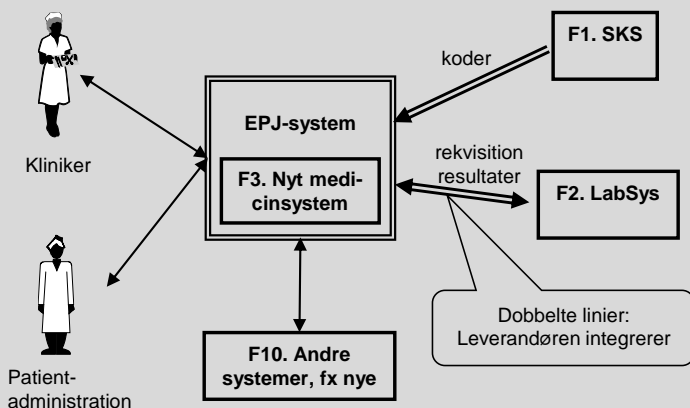 F1. SKS
koder
EPJ-system
Kliniker
F3. Nyt medi-
cinsystem
rekvisition
resultater
F2. LabSys
Dobbelte linier:
Leverandøren integrerer
F10. Andre
systemer, fx nye
Patient-
administration